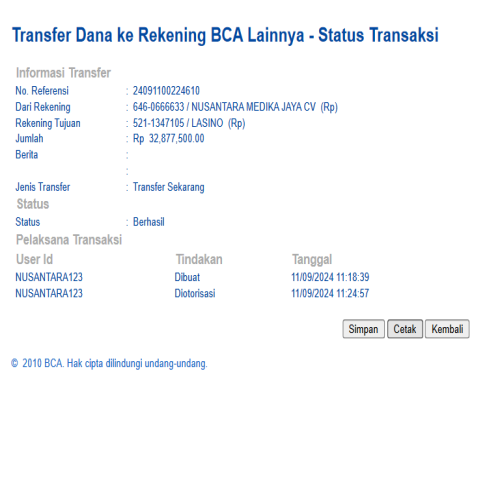 Transfer Dana ke Rekening BCA Lainnya - Status Transaksi
Informasi Transfer
No. Referensi : 24091100224610
Dari Rekening : 646-0666633 / NUSANTARA MEDIKA JAYA CV (Rp)
Rekening Tujuan : 521-1347105 / LASINO (Rp)
Jumlah : Rp 32,877,500.00
Berita :
:
Jenis Transfer : Transfer Sekarang
Status
Status : Berhasil
Pelaksana Transaksi
User Id Tindakan Tanggal
NUSANTARA123 Dibuat 11/09/2024 11:18:39
NUSANTARA123 Diotorisasi 11/09/2024 11:24:57
Simpan Cetak Kembali
© 2010 BCA. Hak cipta dilindungi undang-undang.